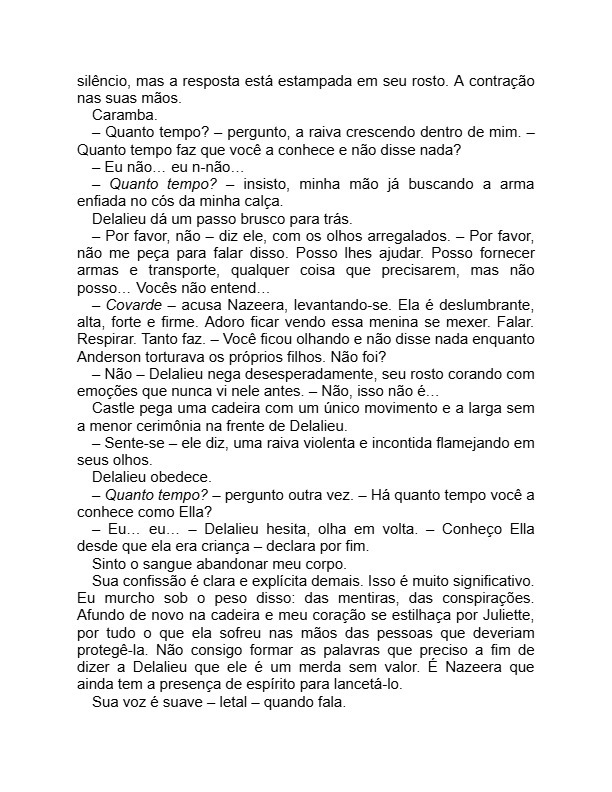 silêncio, mas a resposta está estampada em seu rosto. A contração
nas suas mãos.
Caramba.
– Quanto tempo? – pergunto, a raiva crescendo dentro de mim. –
Quanto tempo faz que você a conhece e não disse nada?
– Eu não… eu n-não…
– Quanto tempo? – insisto, minha mão já buscando a arma
enfiada no cós da minha calça.
Delalieu dá um passo brusco para trás.
– Por favor, não – diz ele, com os olhos arregalados. – Por favor,
não me peça para falar disso. Posso lhes ajudar. Posso fornecer
armas e transporte, qualquer coisa que precisarem, mas não
posso… Vocês não entend…
– Covarde – acusa Nazeera, levantando-se. Ela é deslumbrante,
alta, forte e firme. Adoro ficar vendo essa menina se mexer. Falar.
Respirar. Tanto faz. – Você ficou olhando e não disse nada enquanto
Anderson torturava os próprios filhos. Não foi?
– Não – Delalieu nega desesperadamente, seu rosto corando com
emoções que nunca vi nele antes. – Não, isso não é…
Castle pega uma cadeira com um único movimento e a larga sem
a menor cerimônia na frente de Delalieu.
– Sente-se – ele diz, uma raiva violenta e incontida flamejando em
seus olhos.
Delalieu obedece.
– Quanto tempo? – pergunto outra vez. – Há quanto tempo você a
conhece como Ella?
– Eu… eu… – Delalieu hesita, olha em volta. – Conheço Ella
desde que ela era criança – declara por fim.
Sinto o sangue abandonar meu corpo.
Sua confissão é clara e explícita demais. Isso é muito significativo.
Eu murcho sob o peso disso: das mentiras, das conspirações.
Afundo de novo na cadeira e meu coração se estilhaça por Juliette,
por tudo o que ela sofreu nas mãos das pessoas que deveriam
protegê-la. Não consigo formar as palavras que preciso a fim de
dizer a Delalieu que ele é um merda sem valor. É Nazeera que
ainda tem a presença de espírito para lancetá-lo.
Sua voz é suave – letal – quando fala.